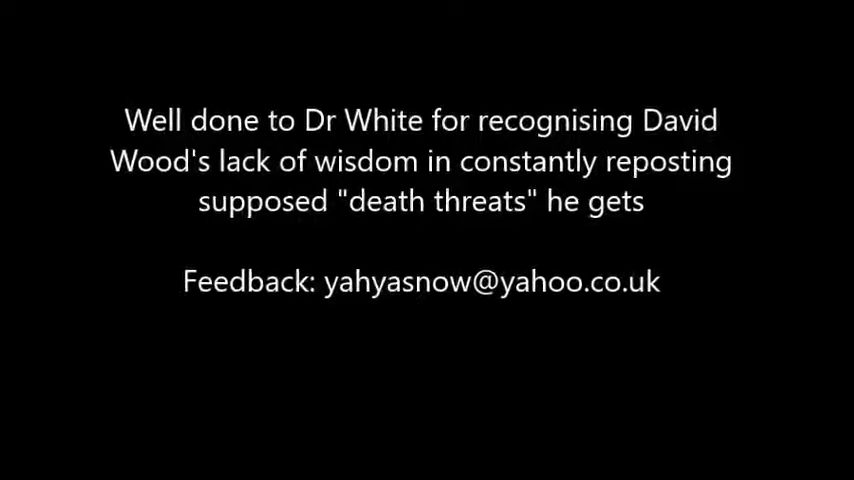 Well done to Dr White for recognising David
Wood's lack of wisdom in constantly reposting
supposed "death threats" he gets
Feedback: yahyasnow@yahoo.co.uk